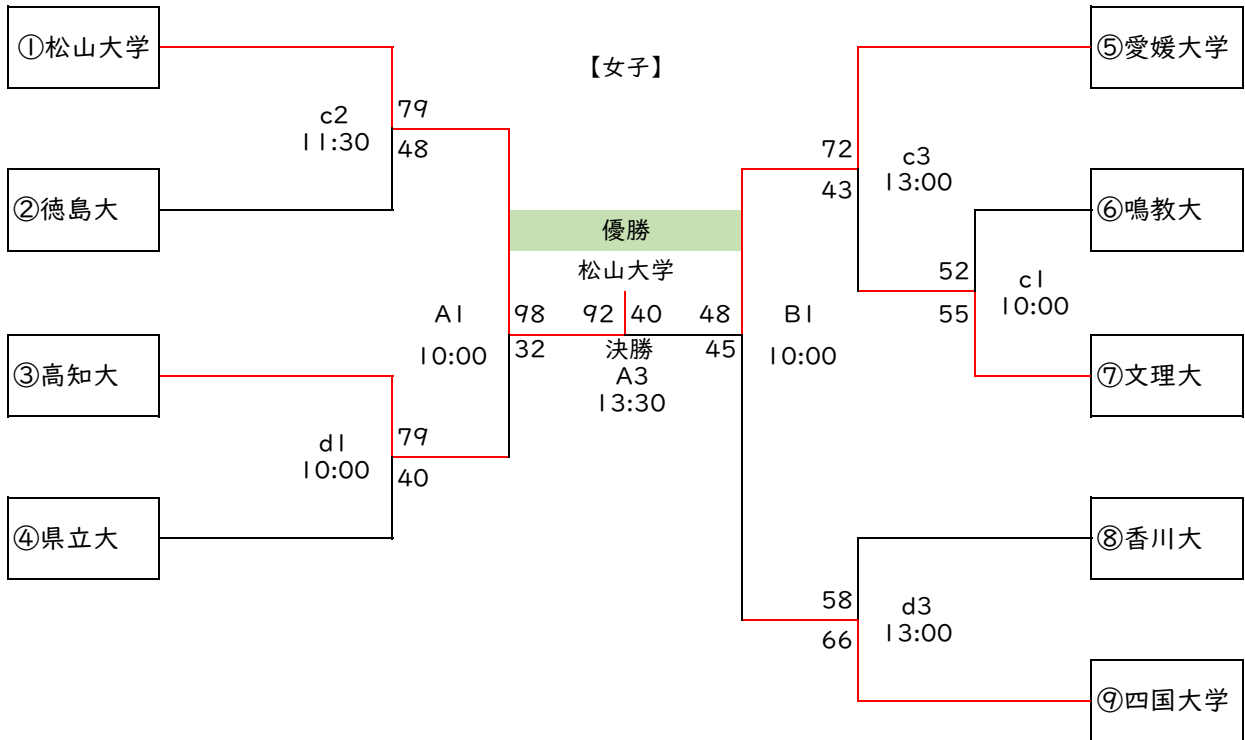 【女子】
①松山大学
79
c2
11:30
48
②徳島大
③高知大
79
d1
10:00
40
④県立大
A1
10:00
98
32
優勝
松山大学
92
40
決勝
A3
13:30
48
45
B1
10:00
⑤愛媛大学
72
c3
13:00
43
⑥鳴教大
52
c1
10:00
55
⑦文理大
⑧香川大
58
d3
13:00
66
⑨四国大学